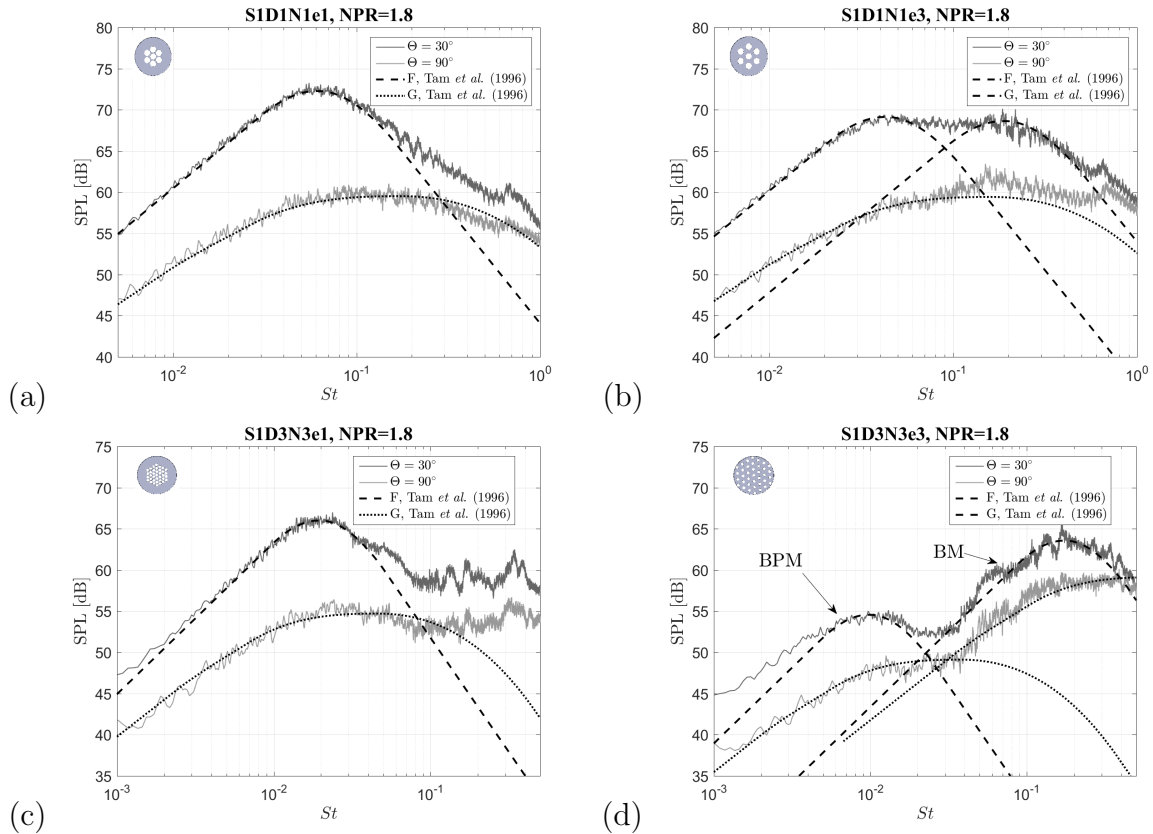 S1D1N1e1, NPR=1.8
Θ = 30°
Θ = 90°
F, Tam et al. (1996)
G, Tam et al. (1996)
80
75
70
65
60
55
50
45
40
SPL [dB]
10-2
10-1
100
St
(a)
S1D1N1e3, NPR=1.8
Θ = 30°
Θ = 90°
F, Tam et al. (1996)
G, Tam et al. (1996)
80
75
70
65
60
55
50
45
40
SPL [dB]
10-2
10-1
100
St
(b)
S1D3N3e1, NPR=1.8
Θ = 30°
Θ = 90°
F, Tam et al. (1996)
G, Tam et al. (1996)
75
70
65
60
55
50
45
40
35
SPL [dB]
10-3
10-2
10-1
St
(c)
S1D3N3e3, NPR=1.8
Θ = 30°
Θ = 90°
F, Tam et al. (1996)
G, Tam et al. (1996)
BPM
BM
75
70
65
60
55
50
45
40
35
SPL [dB]
10-3
10-2
10-1
St
(d)